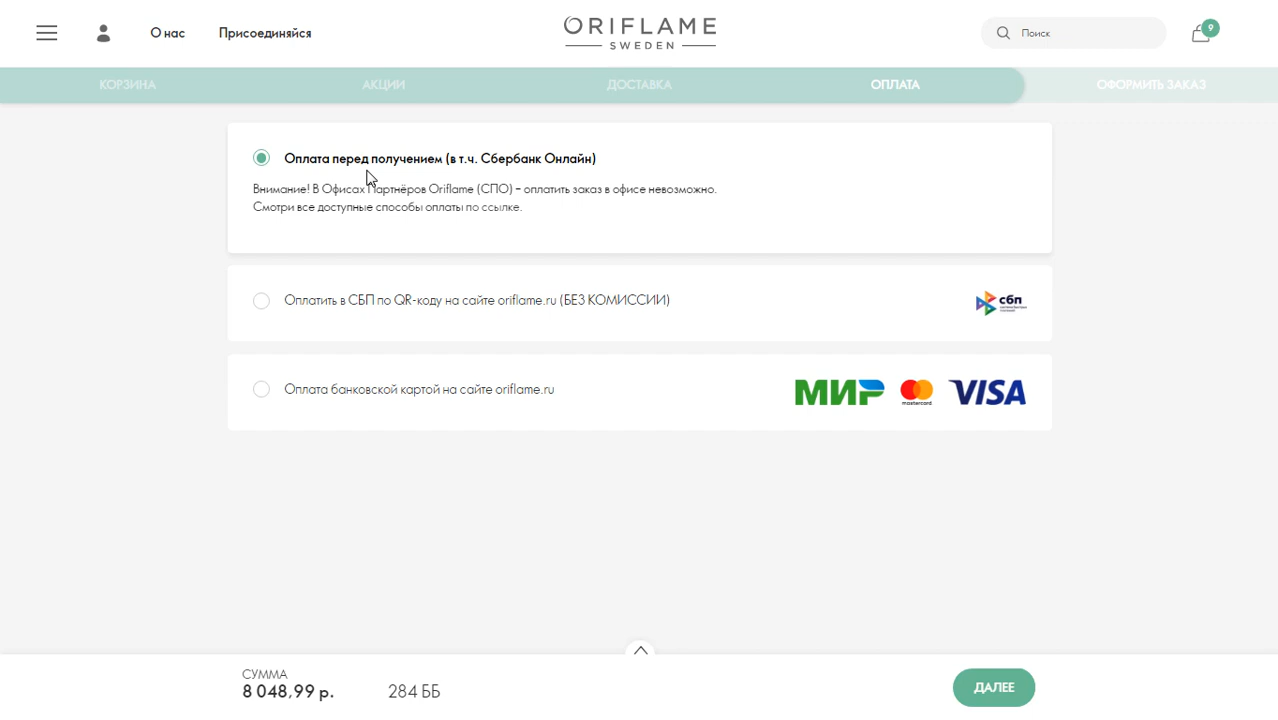 О нас
Присоединяйся
ORIFLAME
SWEDEN
Поиск
9
КОРЗИНА
АКЦИИ
ДОСТАВКА
ОПЛАТА
ОФОРМИТЬ ЗАКАЗ
Оплата перед получением (в т.ч. Сбербанк Онлайн)
Внимание! В Офисах Партнёров Oriflame (СПО) – оплатить заказ в офисе невозможно.
Смотри все доступные способы оплаты по ссылке.
Оплатить в СБП по QR-коду на сайте oriflame.ru (БЕЗ КОМИССИИ)
сбп
Оплата банковской картой на сайте oriflame.ru
МИР
mastercard
VISA
СУММА
8 048,99 р.
284 ББ
ДАЛЕЕ